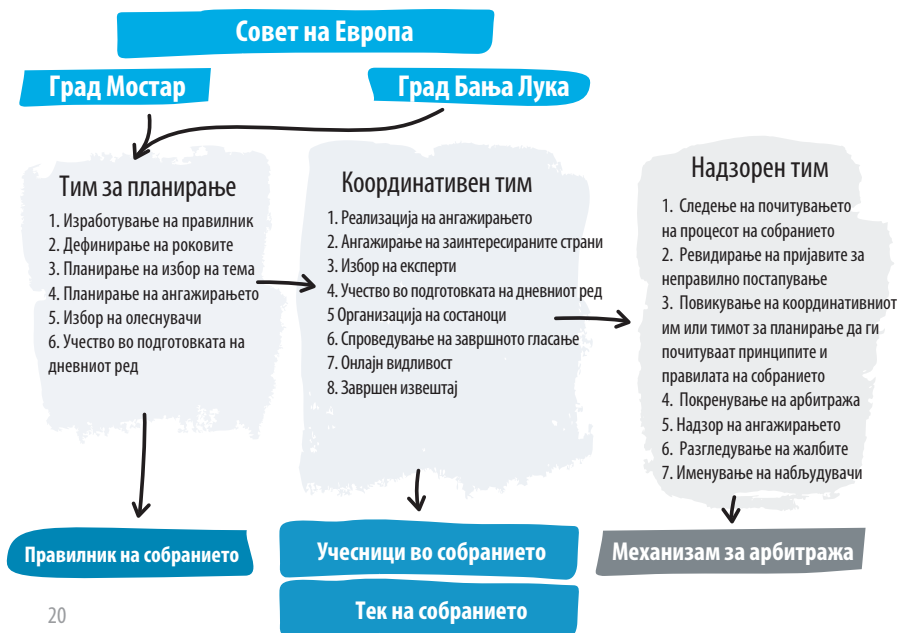 Совет на Европа
Град Мостар
Град Бања Лука
Тим за планирање
1. Изработување на правилник
2. Дефинирање на роковите
3. Планирање на избор на тема
4. Планирање на ангажирањето
5. Избор на олеснувачи
6. Учество во подготовката на
дневниот ред
Координативен тим
1. Реализација на ангажирањето
2. Ангажирање на заинтересираните страни
3. Избор на експерти
4. Учество во подготовката на дневниот ред
5 Организација на состаноци
6. Спроведување на завршното гласање
7. Онлајн видливост
8. Завршен извештај
Надзорен тим
1. Следење на почитувањето
на процесот на собранието
2. Ревидирање на пријавите за
неправилно постапување
3. Повикување на координативниот
им или тимот за планирање да ги
почитуваат принципите и
правилата на собранието
4. Покренување на арбитража
5. Надзор на ангажирањето
6. Разгледување на жалбите
7. Именување на набљудувачи
Правилник на собранието
Учесници во собранието
Механизам за арбитража
Тек на собранието
20